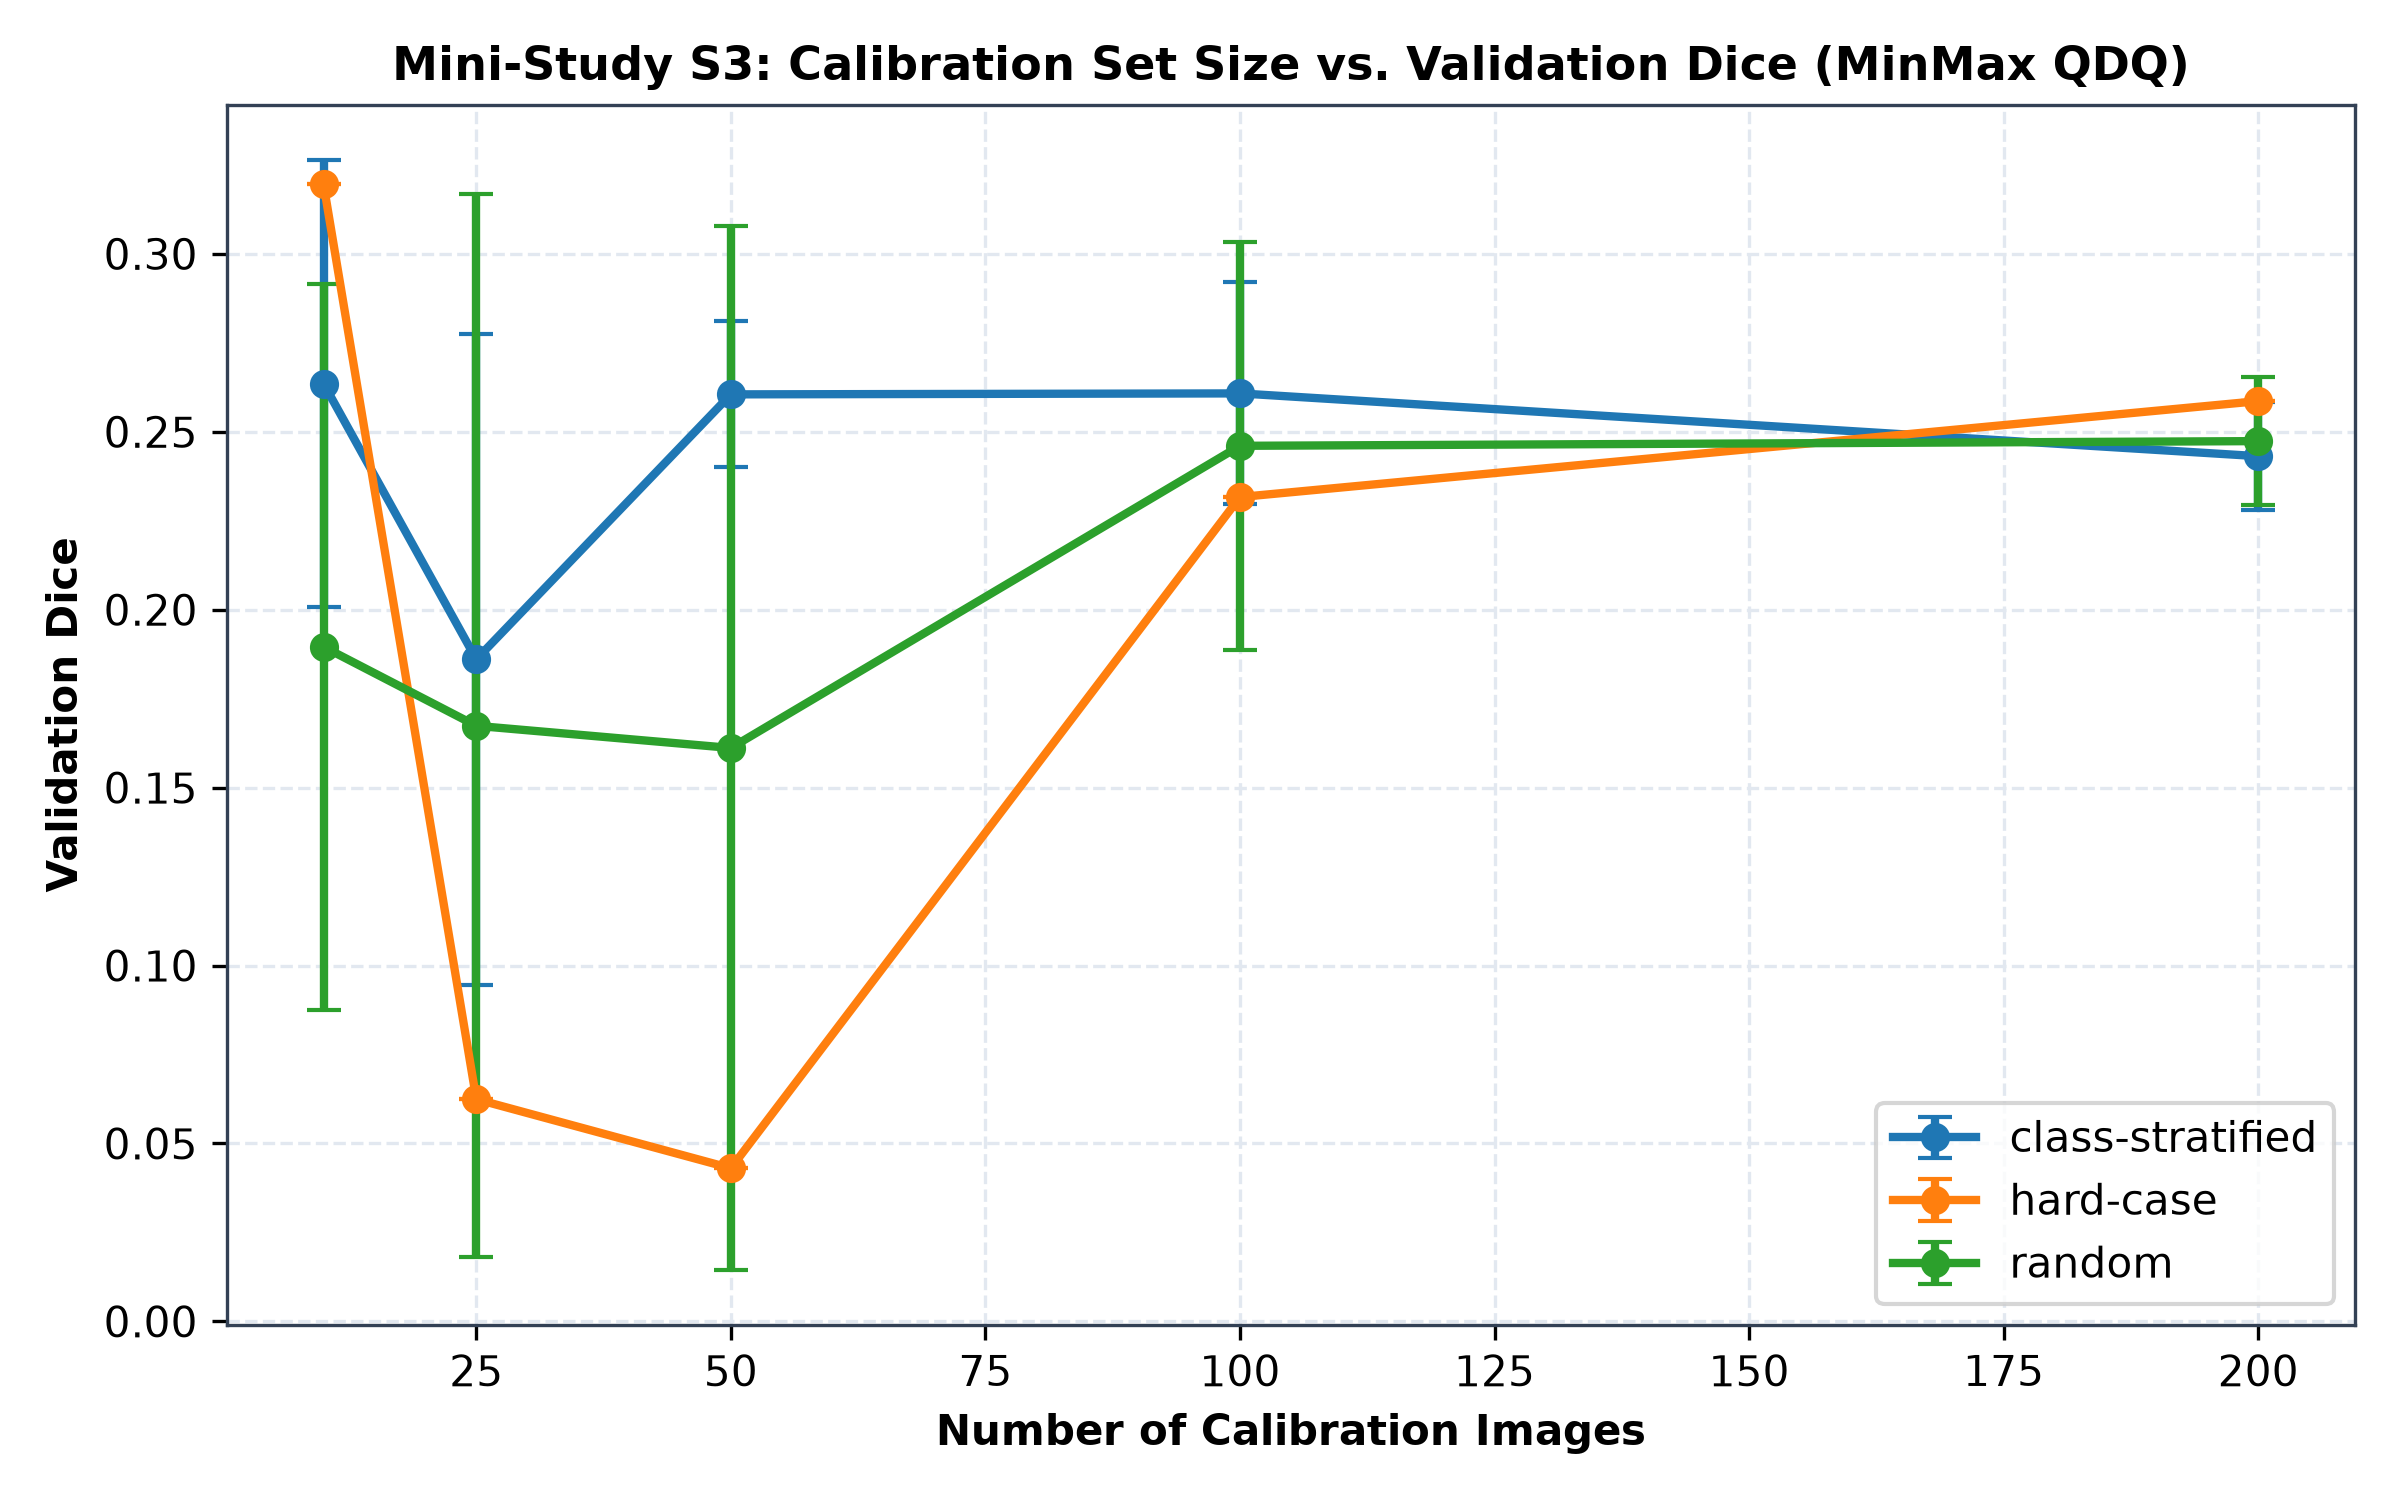 Mini-Study S3: Calibration Set Size vs. Validation Dice (MinMax QDQ)
Validation Dice
0.30
0.25
0.20
0.15
0.10
0.05
0.00
25 50 75 100 125 150 175 200
Number of Calibration Images
class-stratified
hard-case
random